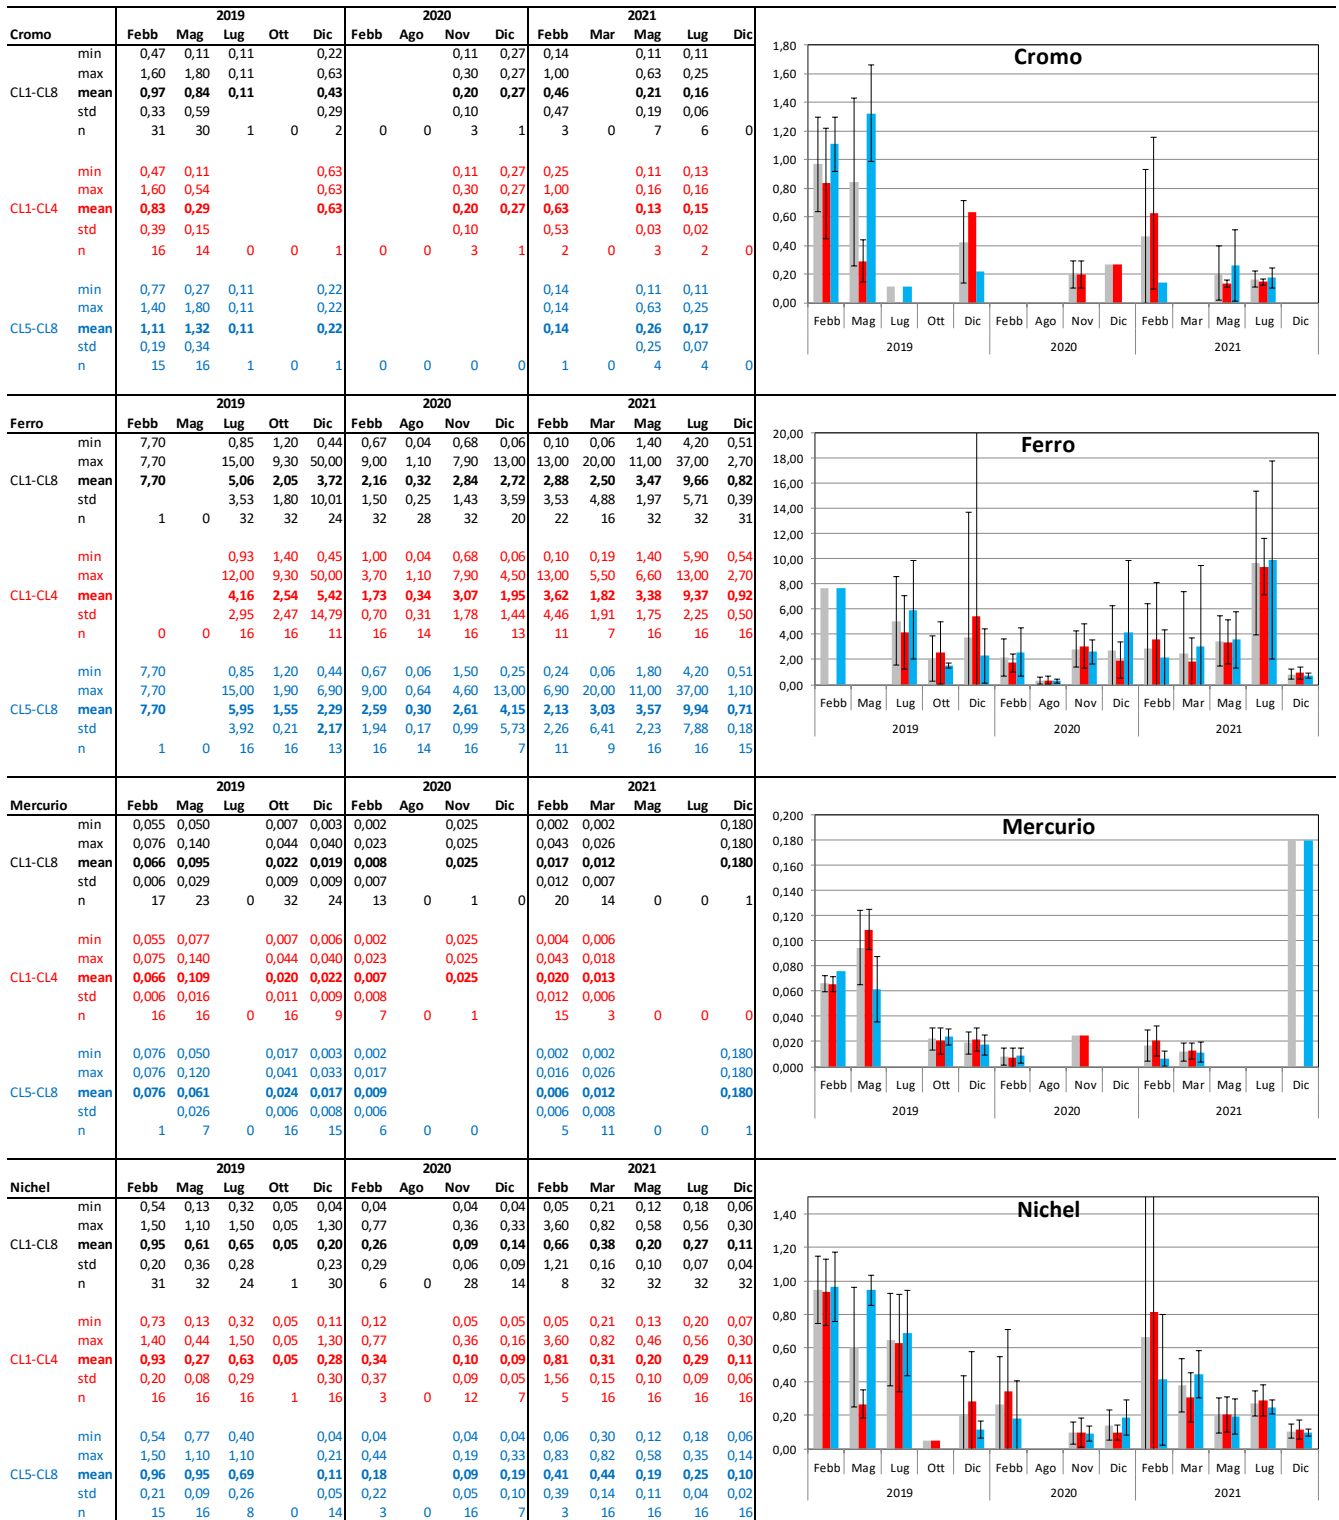 2019 2020 2021
Cromo Febb Mag Lug Ott Dic Febb Ago Nov Dic Febb Mar Mag Lug Dic
min 0,47 0,11 0,11 0,22 0,11 0,27 0,14 0,11 0,11
max 1,60 1,80 0,11 0,63 0,30 0,27 1,00 0,63 0,25
CL1-CL8 mean 0,97 0,84 0,11 0,43 0,20 0,27 0,46 0,21 0,16
std 0,33 0,59 0,29 0,10 0,47 0,19 0,06
n 31 30 1 0 2 0 0 3 1 3 0 7 6 0
min 0,47 0,11 0,63 0,11 0,27 0,25 0,11 0,13
max 1,60 0,54 0,63 0,30 0,27 1,00 0,16 0,16
CL1-CL4 mean 0,83 0,29 0,63 0,20 0,27 0,63 0,13 0,15
std 0,39 0,15 0,10 0,53 0,03 0,02
n 16 14 0 0 1 0 0 3 1 2 0 3 2 0
min 0,77 0,27 0,11 0,22 0,14 0,11 0,11
max 1,40 1,80 0,11 0,22 0,14 0,63 0,25
CL5-CL8 mean 1,11 1,32 0,11 0,22 0,14 0,26 0,17
std 0,19 0,34 0,25 0,07
n 15 16 1 0 1 0 0 0 0 1 0 4 4 0
Cromo
1,80
1,60
1,40
1,20
1,00
0,80
0,60
0,40
0,20
0,00
Febb Mag Lug Ott Dic Febb Ago Nov Dic Febb Mar Mag Lug Dic
2019 2020 2021
2019 2020 2021
Ferro Febb Mag Lug Ott Dic Febb Ago Nov Dic Febb Mar Mag Lug Dic
min 7,70 0,85 1,20 0,44 0,67 0,04 0,68 0,06 0,10 0,06 1,40 4,20 0,51
max 7,70 15,00 9,30 50,00 9,00 1,10 7,90 13,00 13,00 20,00 11,00 37,00 2,70
CL1-CL8 mean 7,70 5,06 2,05 3,72 2,16 0,32 2,84 2,72 2,88 2,50 3,47 9,66 0,82
std 3,53 1,80 10,01 1,50 0,25 1,43 3,59 3,53 4,88 1,97 5,71 0,39
n 1 0 32 32 24 32 28 32 20 22 16 32 32 31
min 0,93 1,40 0,45 1,00 0,04 0,68 0,06 0,10 0,19 1,40 5,90 0,54
max 12,00 9,30 50,00 3,70 1,10 7,90 4,50 13,00 5,50 6,60 13,00 2,70
CL1-CL4 mean 4,16 2,54 5,42 1,73 0,34 3,07 1,95 3,62 1,82 3,38 9,37 0,92
std 2,95 2,47 14,79 0,70 0,31 1,78 1,44 4,46 1,91 1,75 2,25 0,50
n 0 0 16 16 11 16 14 16 13 11 7 16 16 16
min 7,70 0,85 1,20 0,44 0,67 0,06 1,50 0,25 0,24 0,06 1,80 4,20 0,51
max 7,70 15,00 1,90 6,90 9,00 0,64 4,60 13,00 6,90 20,00 11,00 37,00 1,10
CL5-CL8 mean 7,70 5,95 1,55 2,29 2,59 0,30 2,61 4,15 2,13 3,03 3,57 9,94 0,71
std 3,92 0,21 2,17 1,94 0,17 0,99 5,73 2,26 6,41 2,23 7,88 0,18
n 1 0 16 16 13 16 14 16 7 11 9 16 16 15
Ferro
20,00
18,00
16,00
14,00
12,00
10,00
8,00
6,00
4,00
2,00
0,00
Febb Mag Lug Ott Dic Febb Ago Nov Dic Febb Mar Mag Lug Dic
2019 2020 2021
2019 2020 2021
Mercurio Febb Mag Lug Ott Dic Febb Ago Nov Dic Febb Mar Mag Lug Dic
min 0,055 0,050 0,007 0,003 0,002 0,025 0,002 0,002 0,180
max 0,076 0,140 0,044 0,040 0,023 0,025 0,043 0,026 0,180
CL1-CL8 mean 0,066 0,095 0,022 0,019 0,008 0,025 0,017 0,012 0,180
std 0,006 0,029 0,009 0,009 0,007 0,012 0,007
n 17 23 0 32 24 13 0 1 0 20 14 0 0 1
min 0,055 0,077 0,007 0,006 0,002 0,025 0,004 0,006
max 0,075 0,140 0,044 0,040 0,023 0,025 0,043 0,018
CL1-CL4 mean 0,066 0,109 0,020 0,022 0,007 0,025 0,020 0,013
std 0,006 0,016 0,011 0,009 0,008 0,012 0,006
n 16 16 0 16 9 7 0 1 15 3 0 0 0
min 0,076 0,050 0,017 0,003 0,002 0,002 0,002 0,180
max 0,076 0,120 0,041 0,033 0,017 0,016 0,026 0,180
CL5-CL8 mean 0,076 0,061 0,024 0,017 0,009 0,006 0,012 0,180
std 0,026 0,006 0,008 0,006 0,006 0,008
n 1 7 0 16 15 6 0 0 5 11 0 0 1
Mercurio
0,200
0,180
0,160
0,140
0,120
0,100
0,080
0,060
0,040
0,020
0,000
Febb Mag Lug Ott Dic Febb Ago Nov Dic Febb Mar Mag Lug Dic
2019 2020 2021
2019 2020 2021
Nichel Febb Mag Lug Ott Dic Febb Ago Nov Dic Febb Mar Mag Lug Dic
min 0,54 0,13 0,32 0,05 0,04 0,04 0,04 0,04 0,05 0,21 0,12 0,18 0,06
max 1,50 1,10 1,50 0,05 1,30 0,77 0,36 0,33 3,60 0,82 0,58 0,56 0,30
CL1-CL8 mean 0,95 0,61 0,65 0,05 0,20 0,26 0,09 0,14 0,66 0,38 0,20 0,27 0,11
std 0,20 0,36 0,28 0,23 0,29 0,06 0,09 1,21 0,16 0,10 0,07 0,04
n 31 32 24 1 30 6 0 28 14 8 32 32 32 32
min 0,73 0,13 0,32 0,05 0,11 0,12 0,05 0,05 0,05 0,21 0,13 0,20 0,07
max 1,40 0,44 1,50 0,05 1,30 0,77 0,36 0,16 3,60 0,82 0,46 0,56 0,30
CL1-CL4 mean 0,93 0,27 0,63 0,05 0,28 0,34 0,10 0,09 0,81 0,31 0,20 0,29 0,11
std 0,20 0,08 0,29 0,30 0,37 0,09 0,05 1,56 0,15 0,10 0,09 0,06
n 16 16 16 1 16 3 0 12 7 5 16 16 16 16
min 0,54 0,77 0,40 0,04 0,04 0,04 0,04 0,06 0,30 0,12 0,18 0,06
max 1,50 1,10 1,10 0,21 0,44 0,19 0,33 0,83 0,82 0,58 0,35 0,14
CL5-CL8 mean 0,96 0,95 0,69 0,11 0,18 0,09 0,19 0,41 0,44 0,19 0,25 0,10
std 0,21 0,09 0,26 0,05 0,22 0,05 0,10 0,39 0,14 0,11 0,04 0,02
n 15 16 8 0 14 3 0 16 7 3 16 16 16 16
Nichel
1,40
1,20
1,00
0,80
0,60
0,40
0,20
0,00
Febb Mag Lug Ott Dic Febb Ago Nov Dic Febb Mar Mag Lug Dic
2019 2020 2021